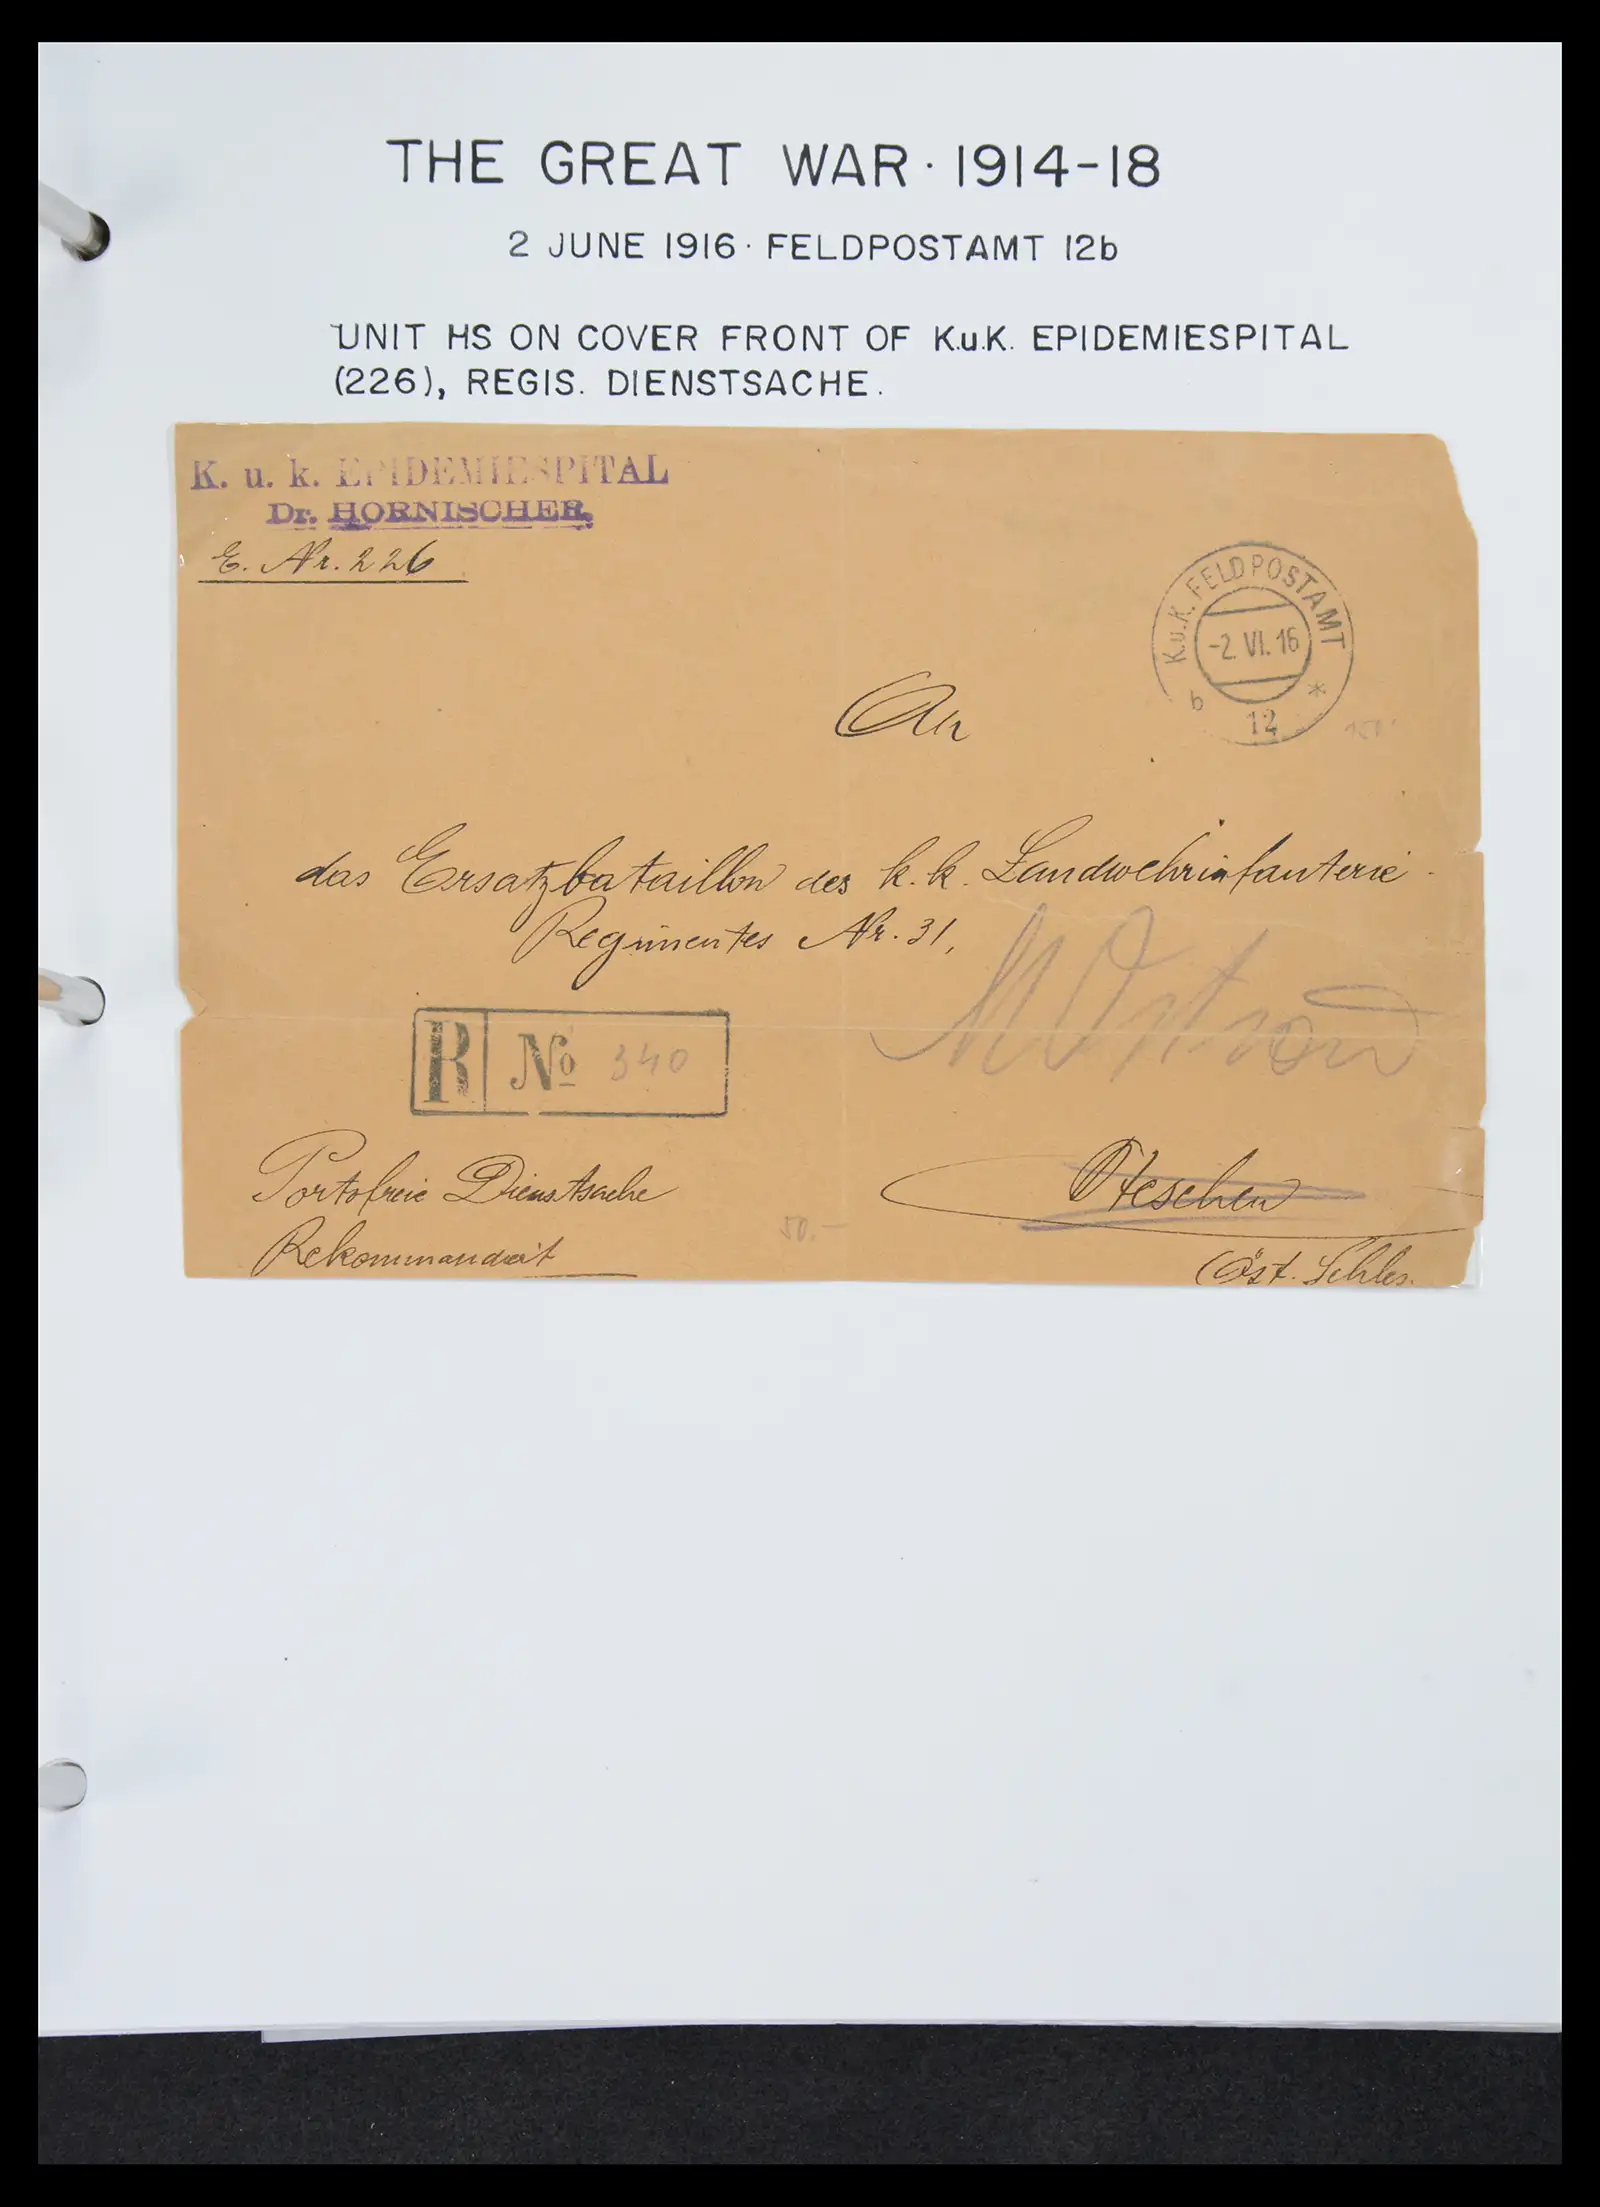 THE GREAT WAR · 1914-18
2 JUNE 1916 · FELDPOSTAMT 12b
UNIT HS ON COVER FRONT OF K.u.K. EPIDEMIESPITAL
(226), REGIS. DIENSTSACHE.
K. u. k. EPIDEMIESPITAL
Dr. HORNISCHER.
E. Nr. 226
K.u.K. FELDPOSTAMT
-2. VI. 16
b 12 *
An
das Ersatzbataillon des k. k. Landwehrinfanterie
Regimentes Nr. 31,
R No 340
Portofreie Dienstsache
Teschen
Rekommandiert
50.-
Öst. Schles.